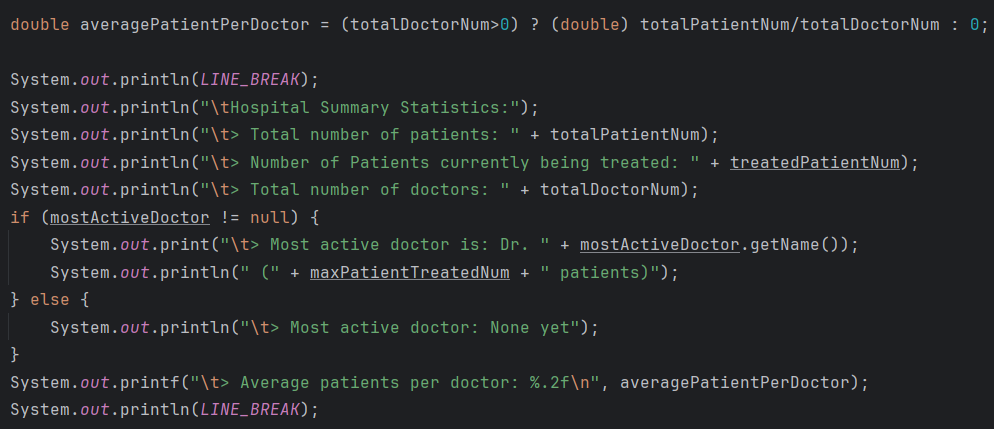 double averagePatientPerDoctor = (totalDoctorNum>0) ? (double) totalPatientNum/totalDoctorNum : 0;

System.out.println(LINE_BREAK);
System.out.println("\tHospital Summary Statistics:");
System.out.println("\t> Total number of patients: " + totalPatientNum);
System.out.println("\t> Number of Patients currently being treated: " + treatedPatientNum);
System.out.println("\t> Total number of doctors: " + totalDoctorNum);
if (mostActiveDoctor != null) {
    System.out.print("\t> Most active doctor is: Dr. " + mostActiveDoctor.getName());
    System.out.println(" (" + maxPatientTreatedNum + " patients)");
} else {
    System.out.println("\t> Most active doctor: None yet");
}
System.out.printf("\t> Average patients per doctor: %.2f\n", averagePatientPerDoctor);
System.out.println(LINE_BREAK);